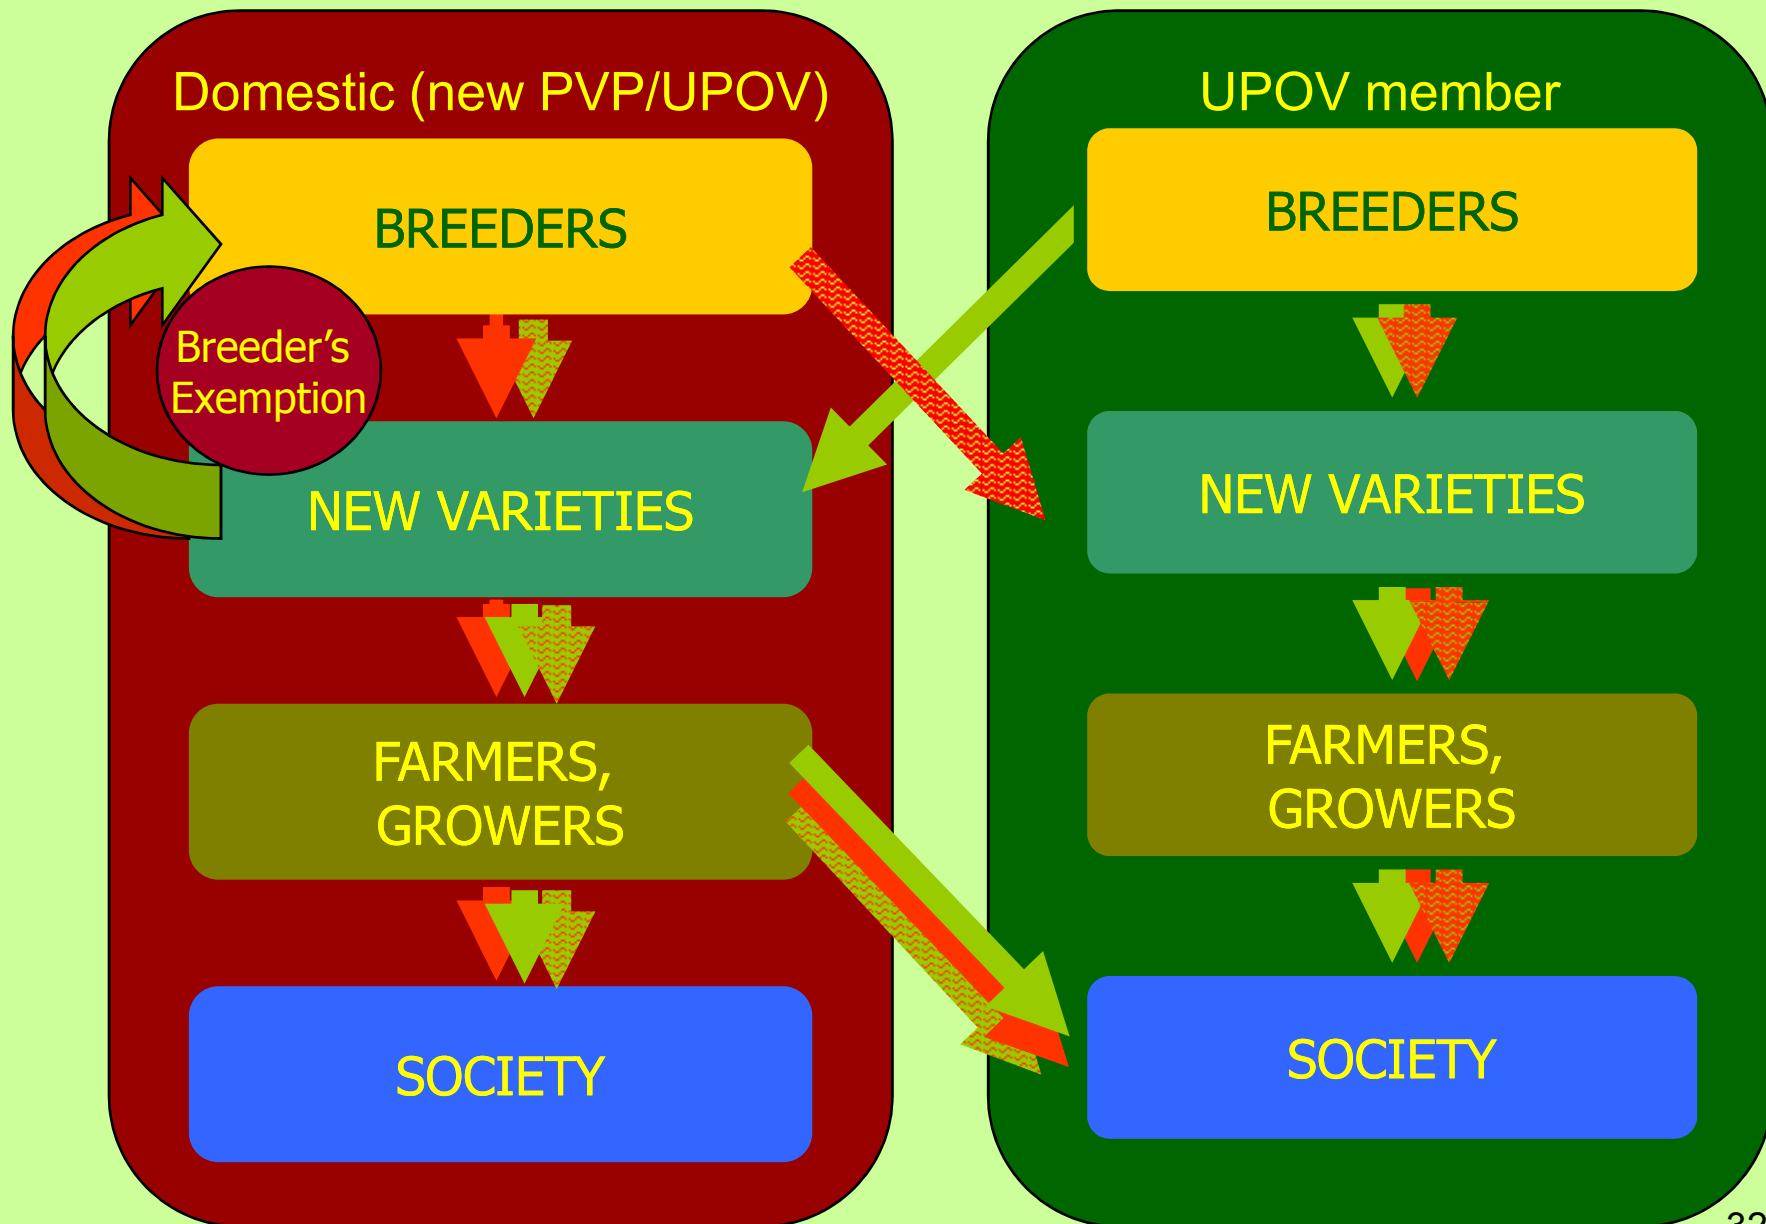 Domestic (new PVP/UPOV)
BREEDERS
Breeder’s
Exemption
NEW VARIETIES
FARMERS,
GROWERS
SOCIETY
UPOV member
BREEDERS
NEW VARIETIES
FARMERS,
GROWERS
SOCIETY
32